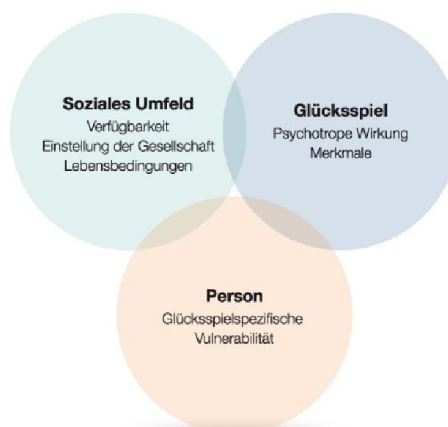 Soziales Umfeld
Verfügbarkeit
Einstellung der Gesellschaft
Lebensbedingungen
Glücksspiel
Psychotrope Wirkung
Merkmale
Person
Glücksspielspezifische
Vulnerabilität